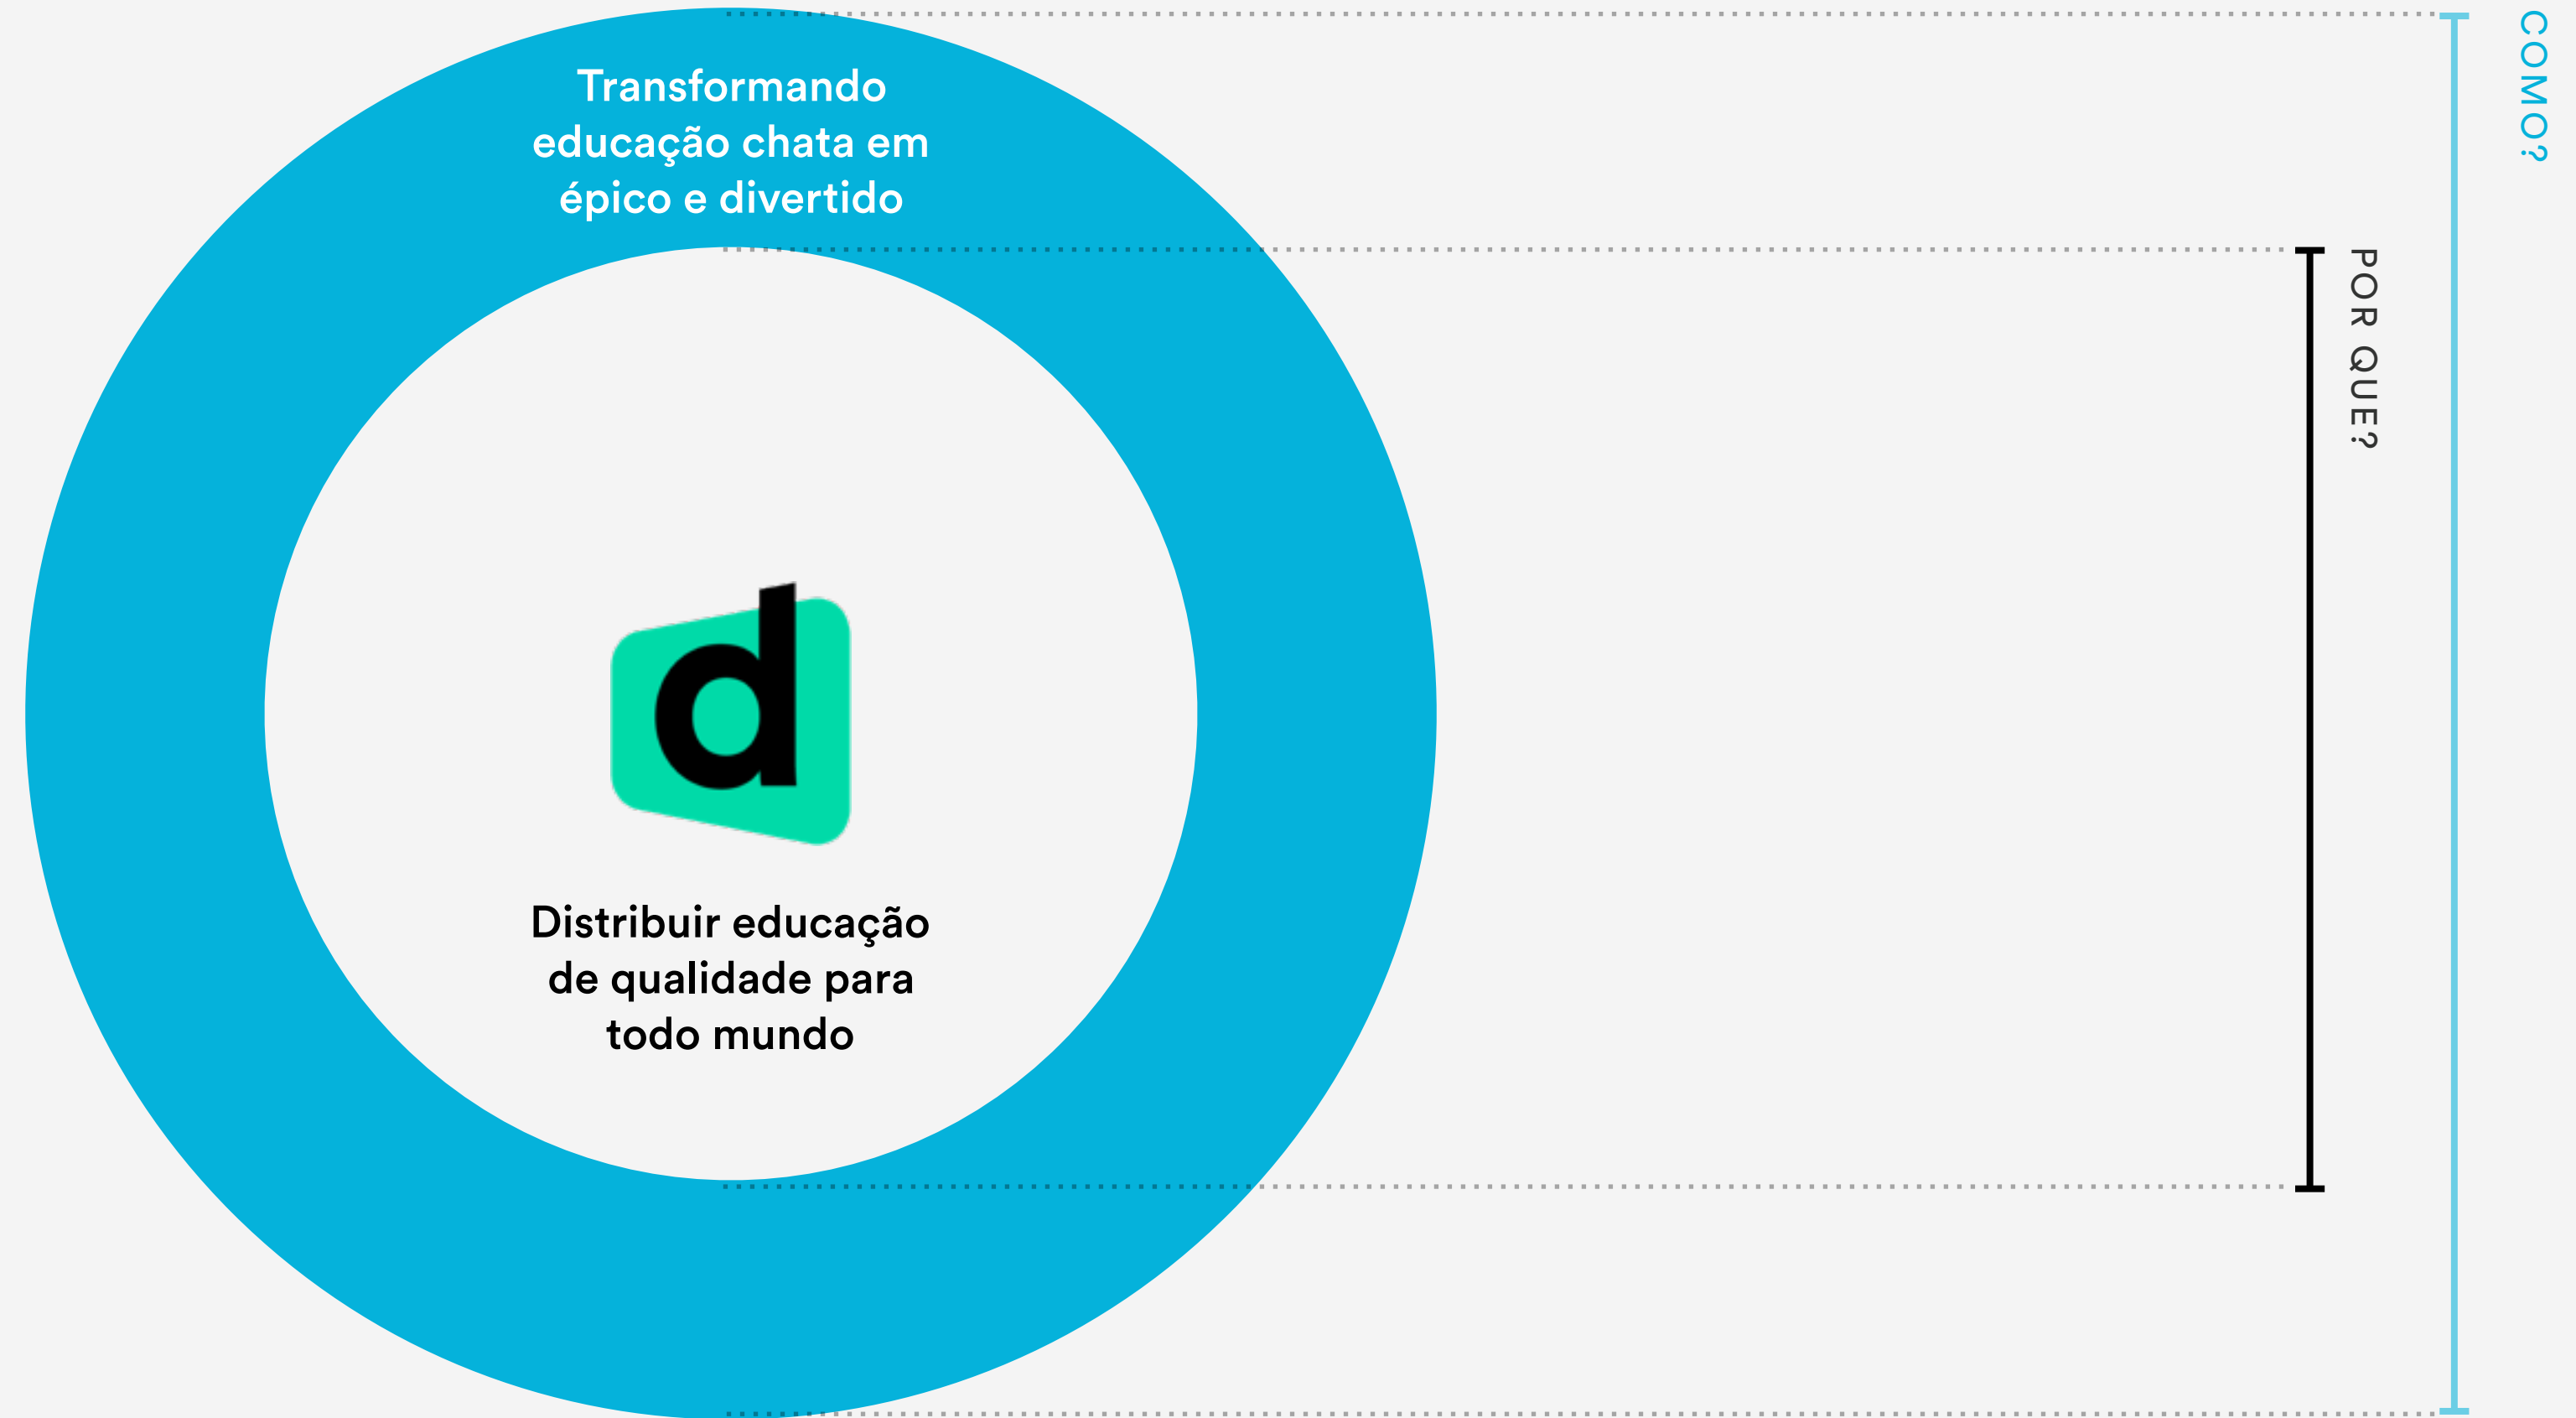 Transformando
educação chata em
épico e divertido
d
Distribuir educação
de qualidade para
todo mundo
POR QUE?
COMO?